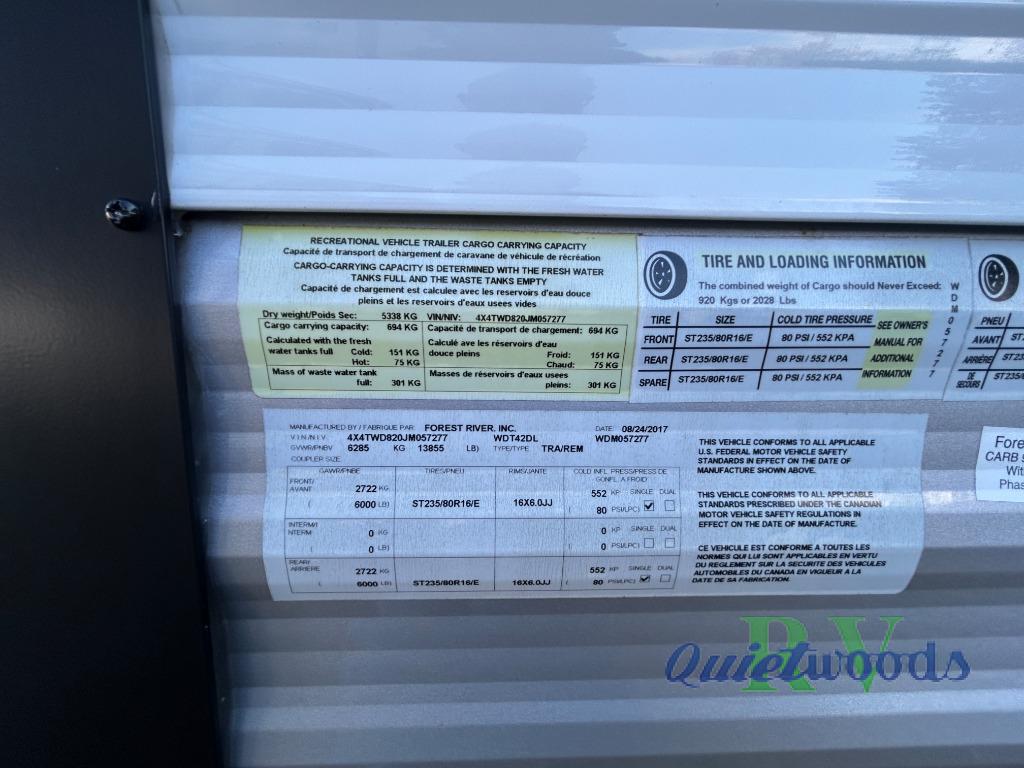 RECREATIONAL VEHICLE TRAILER CARGO CARRYING CAPACITY
Capacité de transport de chargement de caravane de véhicule de récréation
CARGO-CARRYING CAPACITY IS DETERMINED WITH THE FRESH WATER
TANKS FULL AND THE WASTE TANKS EMPTY
Capacité de chargement est calculee avec les reservoirs d'eau douce
pleins et les reservoirs d'eaux usees vides
Dry weight/Poids Sec: 5338 KG VIN/NIV: 4X4TWD820JM057277
Cargo carrying capacity: 694 KG Capacité de transport de chargement: 694 KG
Calculated with the fresh Calculé ave les reservoirs d'eau
water tanks full Cold: 151 KG douce pleins Froid: 151 KG
Hot: 75 KG Chaud: 75 KG
Mass of waste water tank Masses de réservoirs d'eaux usees
full: 301 KG pleins: 301 KG
TIRE AND LOADING INFORMATION
The combined weight of Cargo should Never Exceed:
920 Kgs or 2028 Lbs
TIRE SIZE COLD TIRE PRESSURE
FRONT ST235/80R16/E 80 PSI / 552 KPA
REAR ST235/80R16/E 80 PSI / 552 KPA
SPARE ST235/80R16/E 80 PSI / 552 KPA
SEE OWNER'S
MANUAL FOR
ADDITIONAL
INFORMATION
WDM057277
PNEU
AVANT ST2
ARRIÈRE ST23
DE
SECOURS ST235/
MANUFACTURED BY / FABRIQUE PAR FOREST RIVER, INC. DATE 08/24/2017
VIN/NIV 4X4TWD820JM057277 WDT42DL WDM057277
GVWR/PNBV 6285 KG 13855 LB) TYPE/TYPE TRA/REM
COUPLER SIZE
GAWR/PNBE TIRES/PNEU RIMS/JANTE COLD INFL PRESS/PRESS DE
GONFL A FROID
FRONT/
AVANT 2722 KG 552 KP SINGLE DUAL
( 6000 LB) ST235/80R16/E 16X6.0JJ ( 80 PSI/LPC)
INTERM/I
NTERM 0 KG 0 KP SINGLE DUAL
( 0 LB) ( 0 PSI/LPC)
REAR/
ARRIERE 2722 KG 552 KP SINGLE DUAL
( 6000 LB) ST235/80R16/E 16X6.0JJ ( 80 PSI/LPC)
THIS VEHICLE CONFORMS TO ALL APPLICABLE
U.S. FEDERAL MOTOR VEHICLE SAFETY
STANDARDS IN EFFECT ON THE DATE OF
MANUFACTURE SHOWN ABOVE.
THIS VEHICLE CONFORMS TO ALL APPLICABLE
STANDARDS PRESCRIBED UNDER THE CANADIAN
MOTOR VEHICLE SAFETY REGULATIONS IN
EFFECT ON THE DATE OF MANUFACTURE.
CE VEHICULE EST CONFORME A TOUTES LES
NORMES QUI LUI SONT APPLICABLES EN VERTU
DU REGLEMENT SUR LA SECURITE DES VEHICULES
AUTOMOBILES DU CANADA EN VIGUEUR A LA
DATE DE SA FABRICATION.
Fore
CARB 9
Wit
Phas
Quietwoods
RV